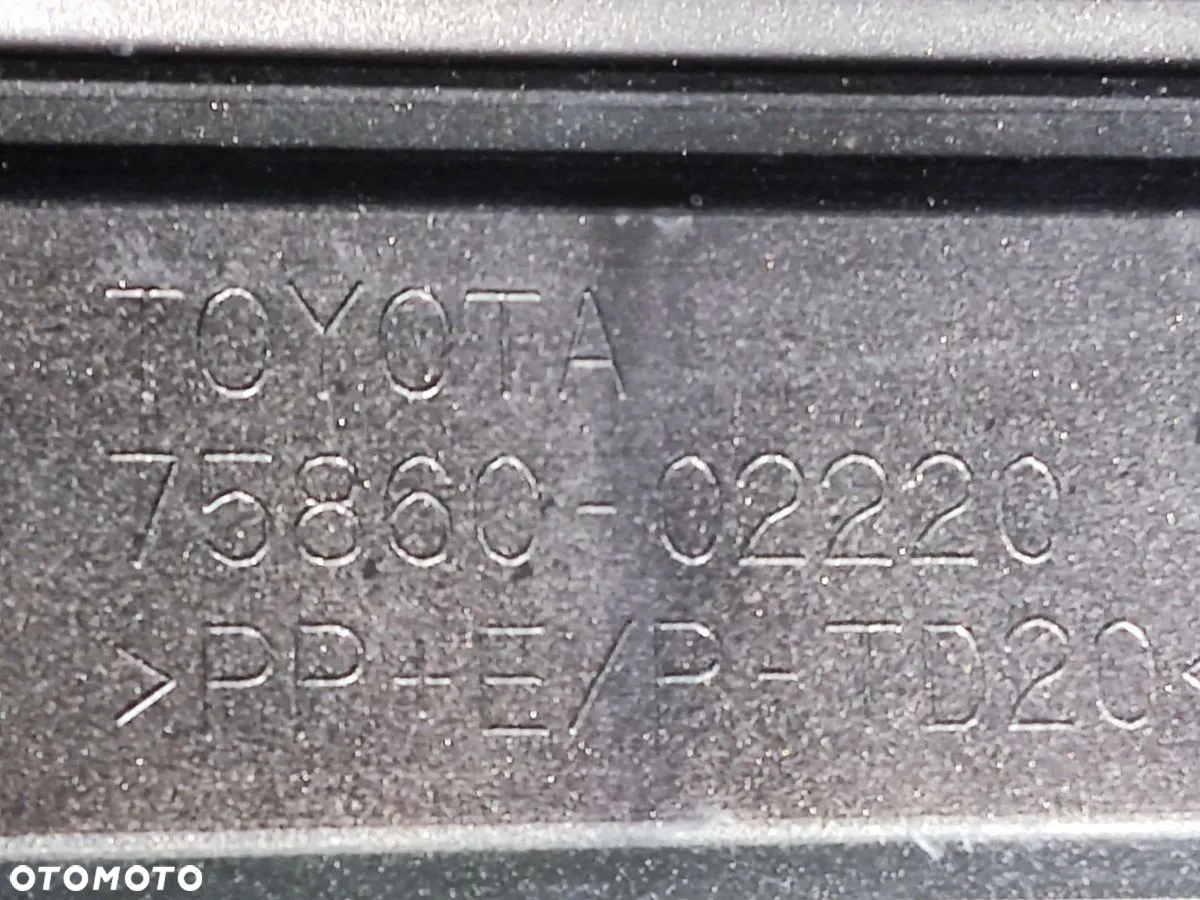 TOYOTA
75860-02220
>PP+E/P-TD20<
OTOMOTO